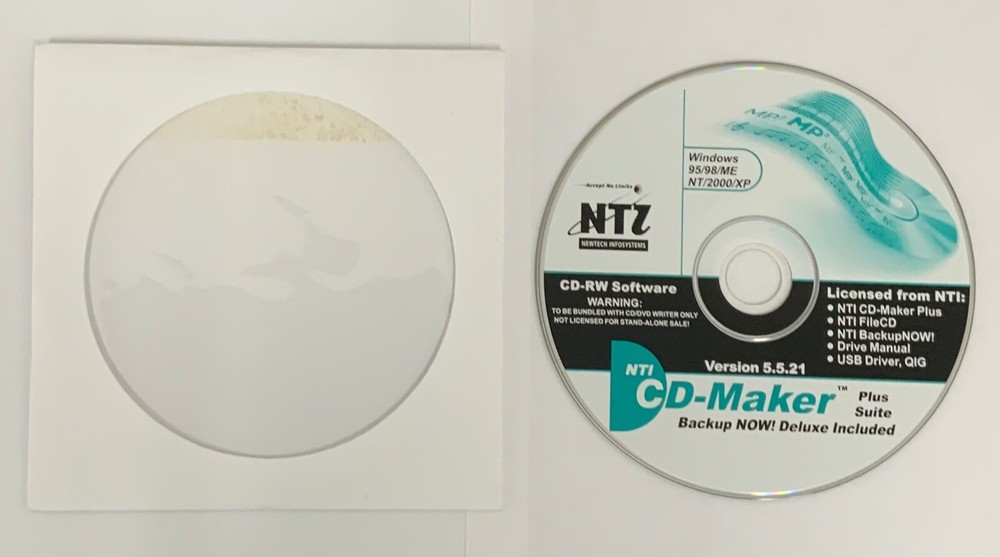 MP³ MP³
Windows
95/98/ME
NT/2000/XP
Accept No Limits
NTI
NEWTECH INFOSYSTEMS
CD-RW Software
WARNING:
TO BE BUNDLED WITH CD/DVD WRITER ONLY
NOT LICENSED FOR STAND-ALONE SALE!
Licensed from NTI:
• NTI CD-Maker Plus
• NTI FileCD
• NTI BackupNOW!
• Drive Manual
• USB Driver, QIG
Version 5.5.21
NTI
CD-Maker™ Plus
Suite
Backup NOW! Deluxe Included